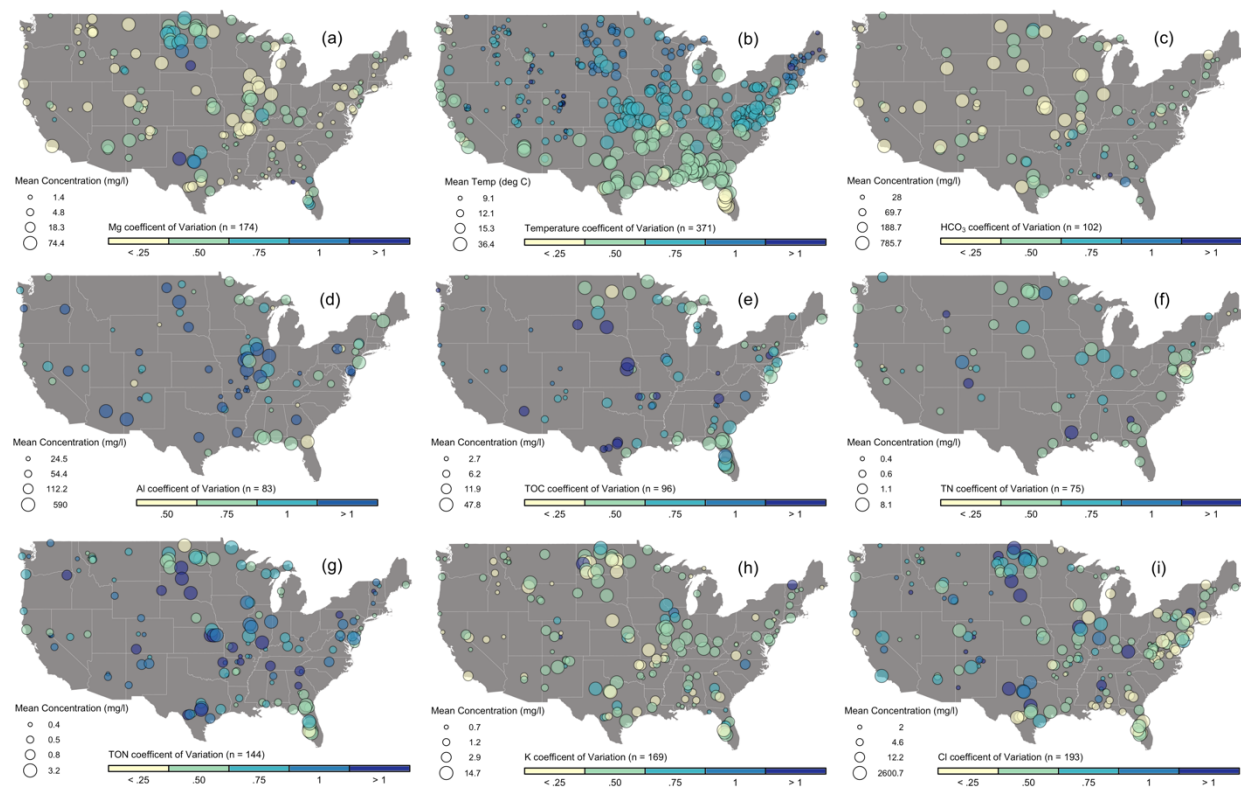 (a)
Mean Concentration (mg/l)
1.4
4.8
18.3
74.4
Mg coefficent of Variation (n = 174)
< .25 .50 .75 1 > 1
(b)
Mean Temp (deg C)
9.1
12.1
15.3
36.4
Temperature coefficent of Variation (n = 371)
< .25 .50 .75 1 > 1
(c)
Mean Concentration (mg/l)
28
69.7
188.7
785.7
HCO₃ coefficent of Variation (n = 102)
< .25 .50 .75 1 > 1
(d)
Mean Concentration (mg/l)
24.5
54.4
112.2
590
Al coefficent of Variation (n = 83)
.50 .75 1 > 1
(e)
Mean Concentration (mg/l)
2.7
6.2
11.9
47.8
TOC coefficent of Variation (n = 96)
< .25 .50 .75 1 > 1
(f)
Mean Concentration (mg/l)
0.4
0.6
1.1
8.1
TN coefficent of Variation (n = 75)
< .25 .50 .75 1 > 1
(g)
Mean Concentration (mg/l)
0.4
0.5
0.8
3.2
TON coefficent of Variation (n = 144)
< .25 .50 .75 1 > 1
(h)
Mean Concentration (mg/l)
0.7
1.2
2.9
14.7
K coefficent of Variation (n = 169)
< .25 .50 .75 1 > 1
(i)
Mean Concentration (mg/l)
2
4.6
12.2
2600.7
Cl coefficent of Variation (n = 193)
< .25 .50 .75 1 > 1